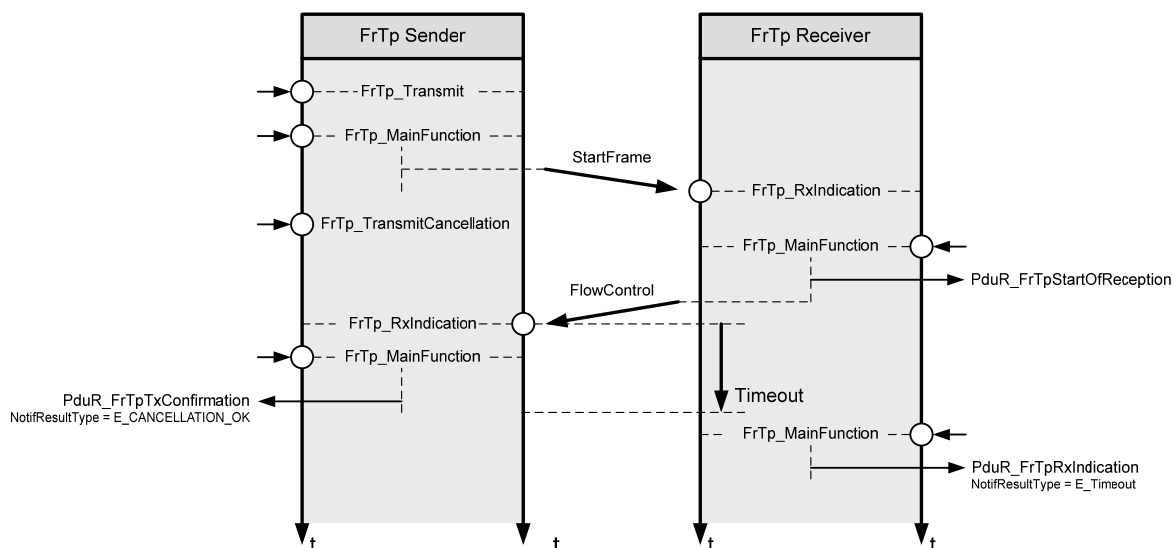 FrTp Sender
FrTp Receiver
FrTp_Transmit
FrTp_MainFunction
StartFrame
FrTp_RxIndication
FrTp_TransmitCancellation
FrTp_MainFunction
PduR_FrTpStartOfReception
FlowControl
FrTp_RxIndication
FrTp_MainFunction
PduR_FrTpTxConfirmation
NotifResultType = E_CANCELLATION_OK
Timeout
FrTp_MainFunction
PduR_FrTpRxIndication
NotifResultType = E_Timeout
t
t
t
t